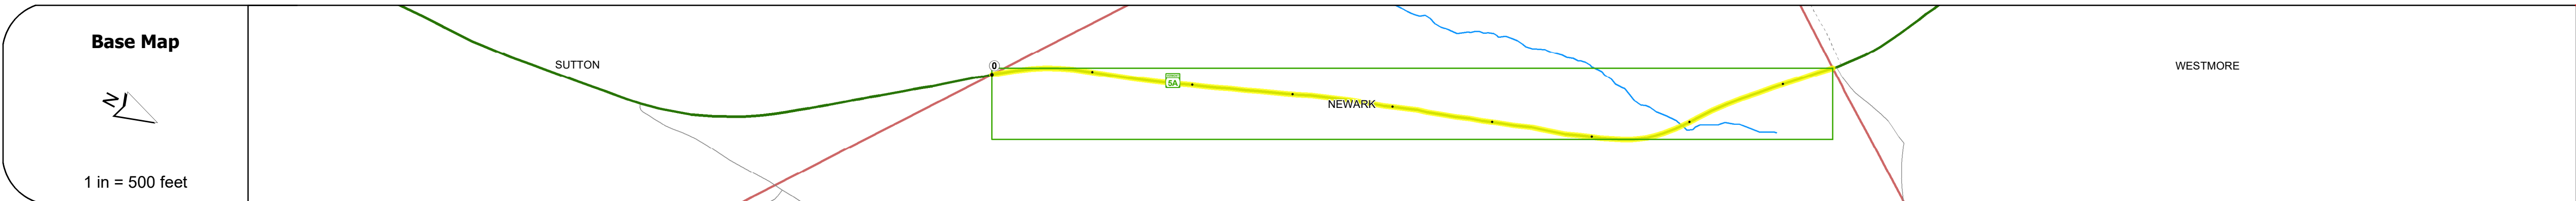 Base Map
N
1 in = 500 feet
SUTTON
0
5A
NEWARK
WESTMORE